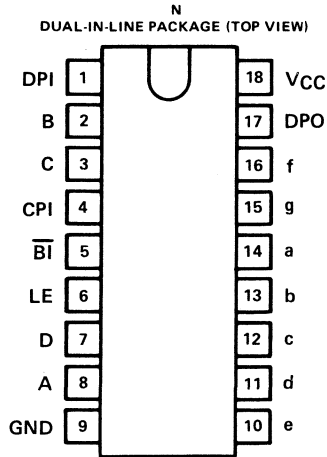 N
DUAL-IN-LINE PACKAGE (TOP VIEW)
DPI 1 18 VCC
B 2 17 DPO
C 3 16 f
CPI 4 15 g
B̅I̅ 5 14 a
LE 6 13 b
D 7 12 c
A 8 11 d
GND 9 10 e